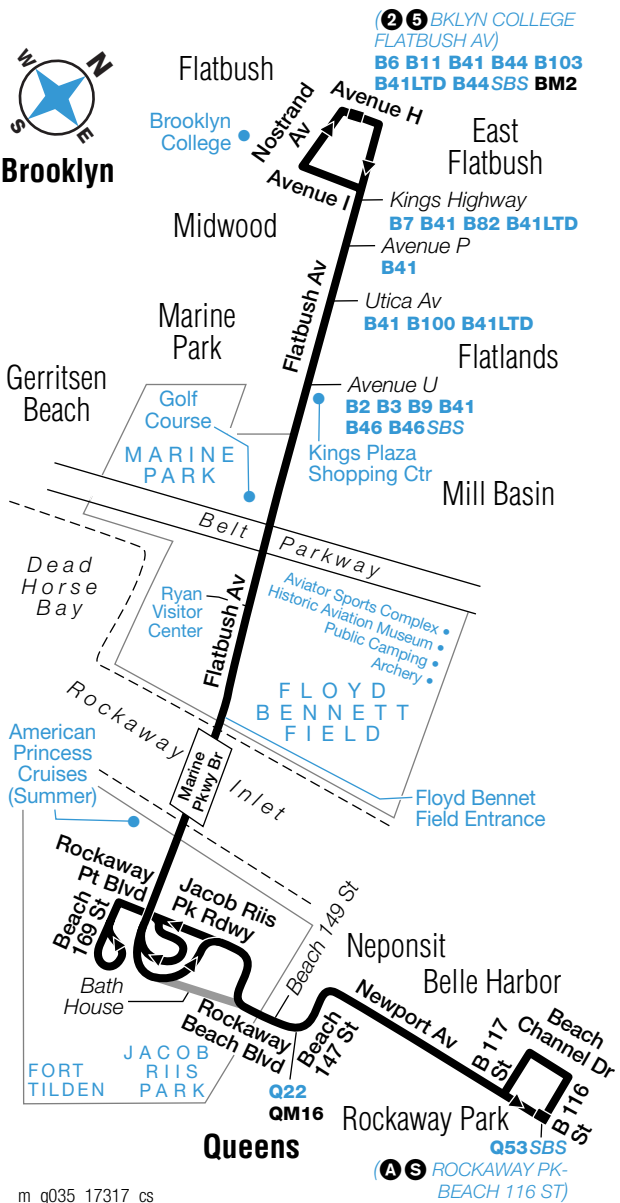 (2 5 BKLYN COLLEGE
FLATBUSH AV)
B6 B11 B41 B44 B103
B41LTD B44SBS BM2
W N
S E
Brooklyn
Flatbush
Avenue H
Nostrand
Av
Brooklyn
College
East
Flatbush
Avenue I
Kings Highway
B7 B41 B82 B41LTD
Midwood
Avenue P
B41
Flatbush Av
Utica Av
B41 B100 B41LTD
Marine
Park
Flatlands
Gerritsen
Beach
Avenue U
B2 B3 B9 B41
B46 B46SBS
Golf
Course
MARINE
PARK
Kings Plaza
Shopping Ctr
Mill Basin
Belt Parkway
Dead
Horse
Bay
Ryan
Visitor
Center
Flatbush Av
Aviator Sports Complex
Historic Aviation Museum
Public Camping
Archery
FLOYD
BENNETT
FIELD
Rockaway Inlet
American
Princess
Cruises
(Summer)
Marine
Pkwy Br
Floyd Bennet
Field Entrance
Rockaway
Pt Blvd
Jacob Riis
Pk Rdwy
Beach 149 St
Beach
169 St
Neponsit
Belle Harbor
Bath
House
Newport Av
Rockaway
Beach Blvd
Beach
147 St
B 117
St
Beach
Channel Dr
B 116
St
FORT
TILDEN
JACOB
RIIS
PARK
Q22
QM16
Rockaway Park
Queens
Q53SBS
(A S ROCKAWAY PK-
BEACH 116 ST)
m_q035_17317_cs